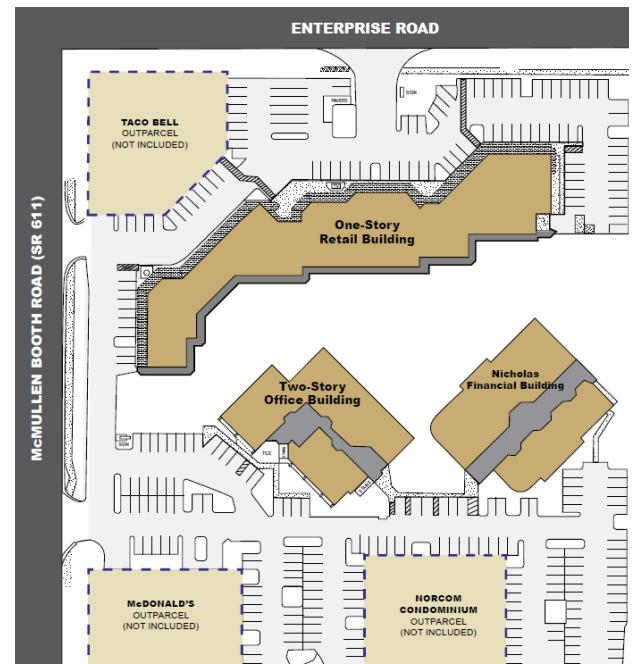 ENTERPRISE ROAD
TACO BELL
OUTPARCEL
(NOT INCLUDED)
PAVERS
SIGN
McMULLEN BOOTH ROAD (SR 611)
One-Story
Retail Building
Two-Story
Office Building
Nicholas
Financial Building
SIGN
TILE
McDONALD'S
OUTPARCEL
(NOT INCLUDED)
NORCOM
CONDOMINIUM
OUTPARCEL
(NOT INCLUDED)